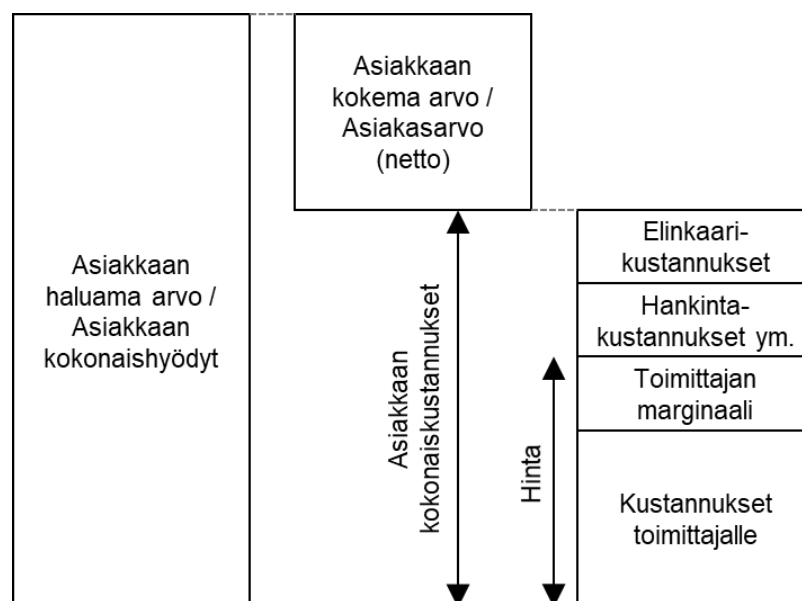 Asiakkaan
haluama arvo /
Asiakkaan
kokonaishyödyt
Asiakkaan
kokema arvo /
Asiakasarvo
(netto)
Asiakkaan
kokonaiskustannukset
Hinta
Elinkaari-
kustannukset
Hankinta-
kustannukset ym.
Toimittajan
marginaali
Kustannukset
toimittajalle